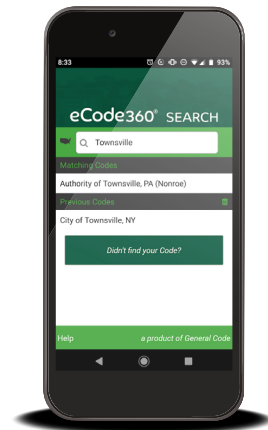 8:33
93%
eCode360® SEARCH
Townsville
Matching Codes
Authority of Townsville, PA (Nonroe)
Previous Codes
City of Townsville, NY
Didn't find your Code?
Help
a product of General Code